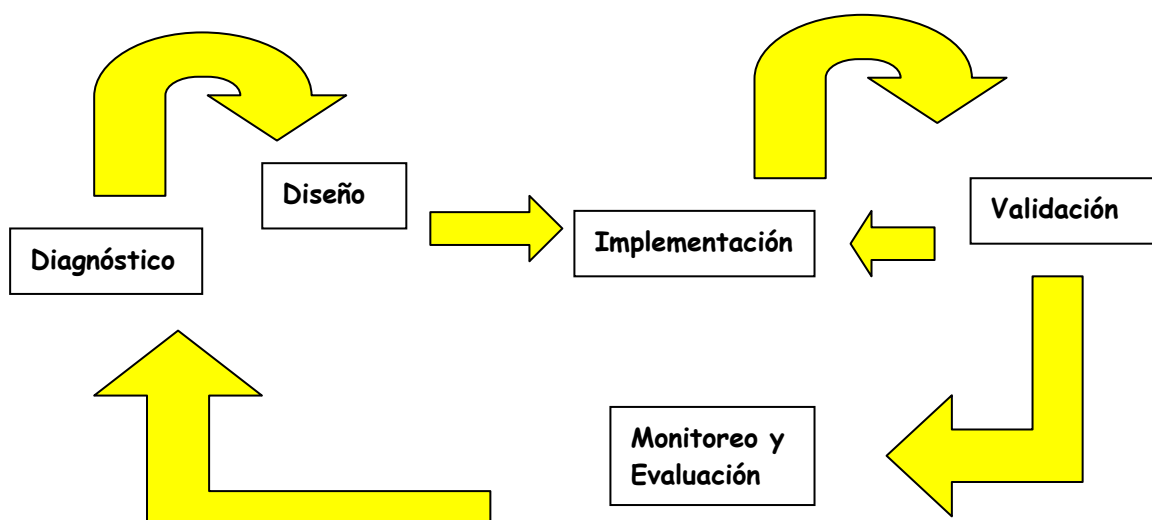 Diseño
Validación
Implementación
Diagnóstico
Monitoreo y
Evaluación